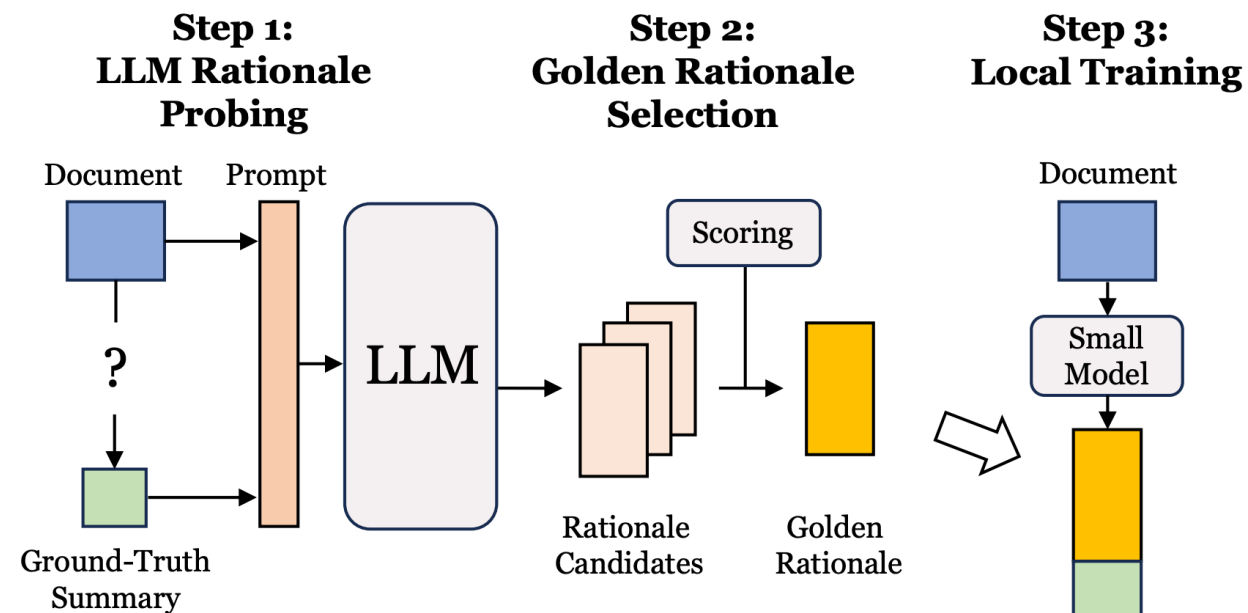 Step 1:
LLM Rationale
Probing
Step 2:
Golden Rationale
Selection
Step 3:
Local Training
Document
Prompt
Document
Scoring
?
LLM
Small
Model
Rationale
Candidates
Golden
Rationale
Ground-Truth
Summary